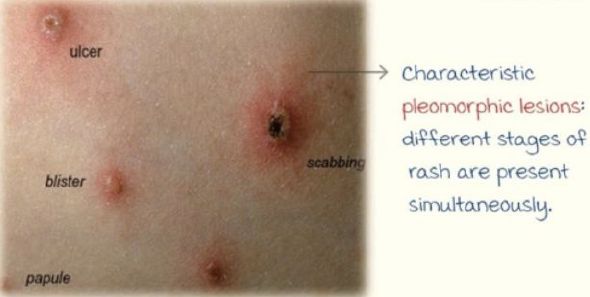 ulcer
scabbing
blister
papule
Characteristic
pleomorphic lesions:
different stages of
rash are present
simultaneously.